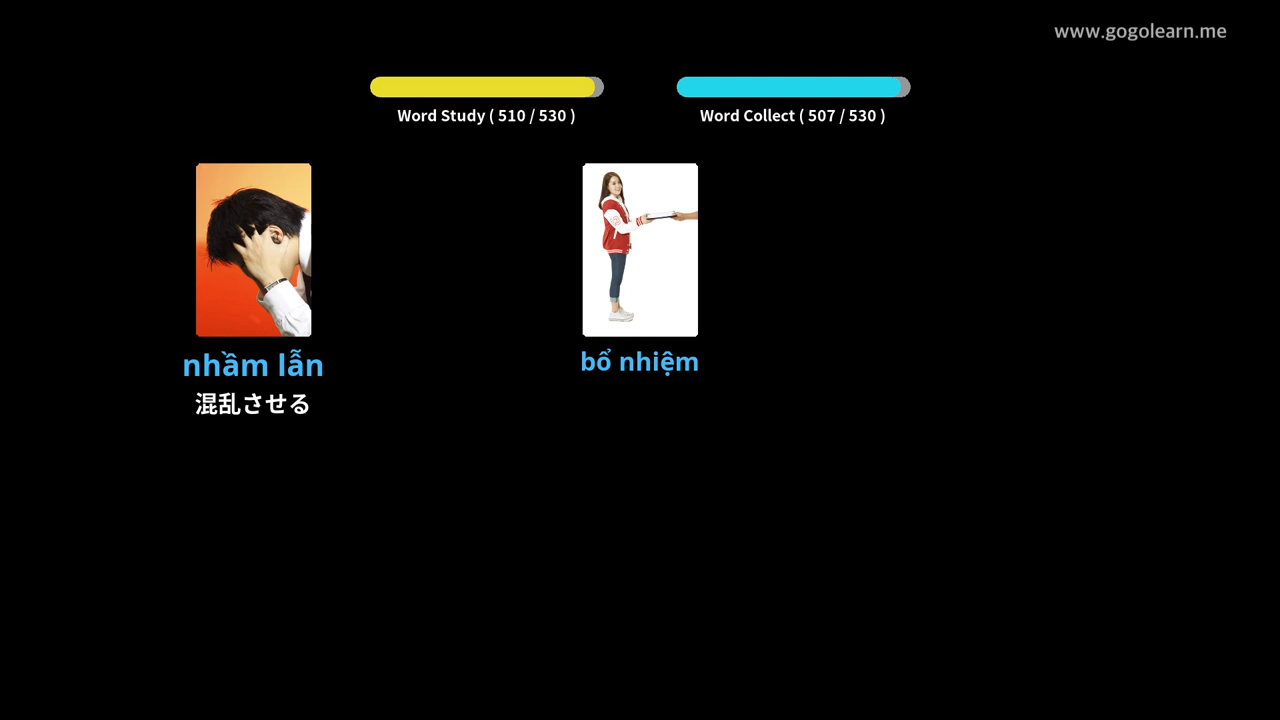 www.gogolearn.me
Word Study ( 510 / 530 )
Word Collect ( 507 / 530 )
nhầm lẫn
混乱させる
bổ nhiệm